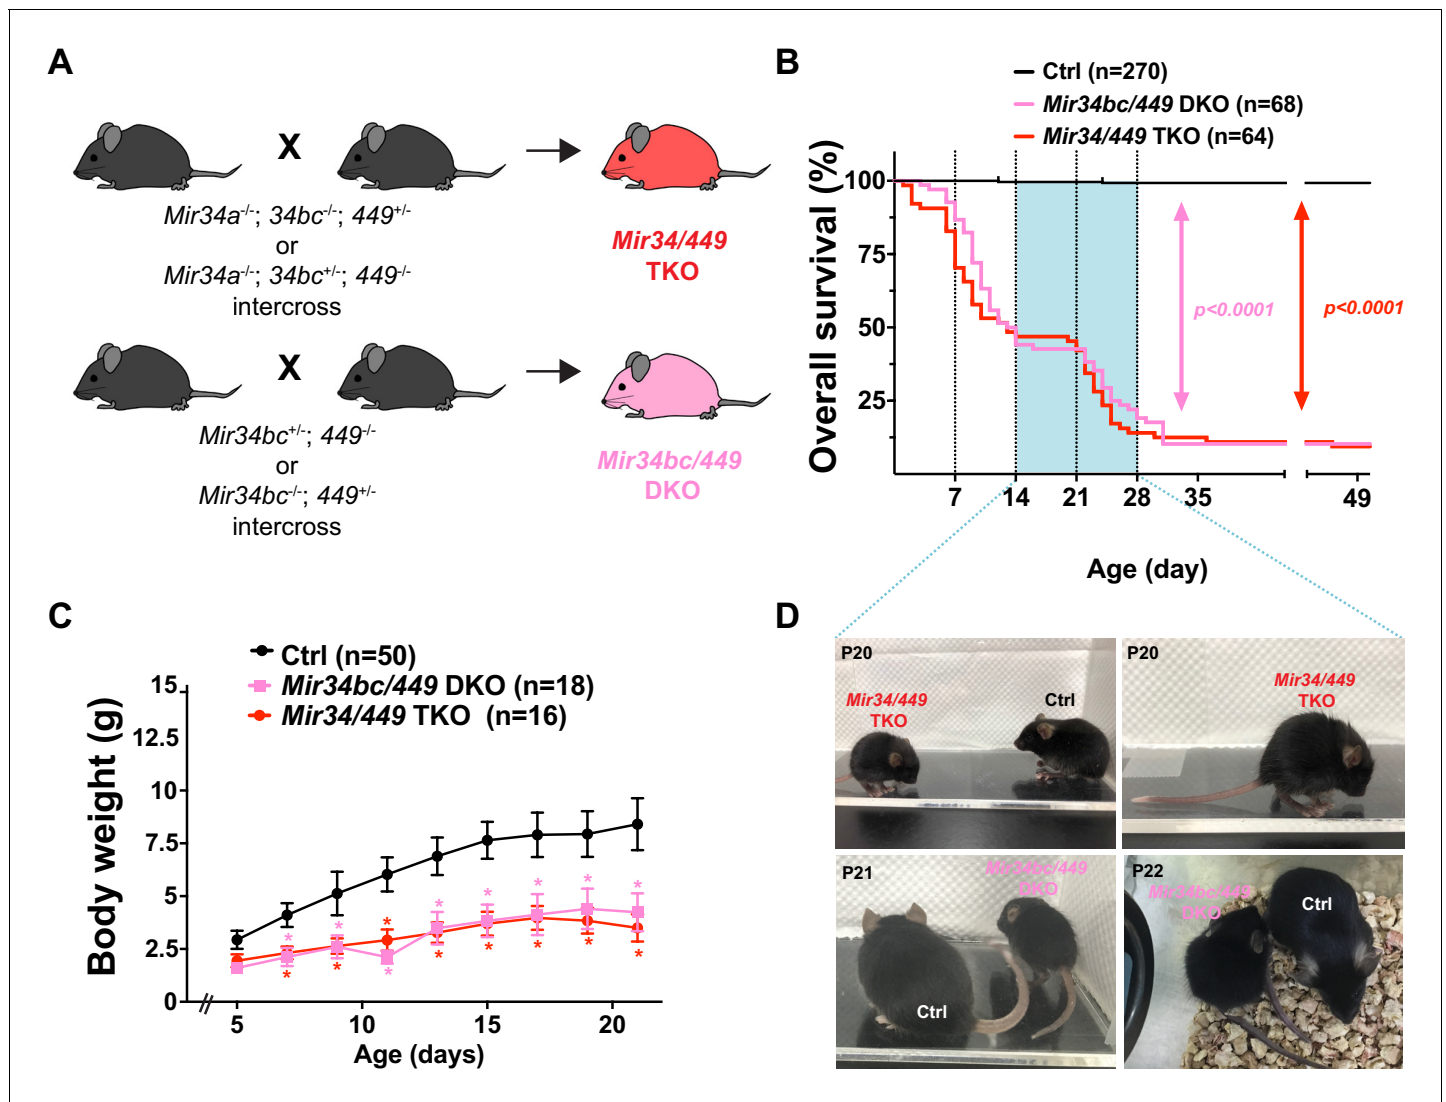 A
X
Mir34a-/-; 34bc-/-; 449+/-
or
Mir34a-/-; 34bc+/-; 449-/-
intercross
Mir34/449
TKO
X
Mir34bc+/-; 449-/-
or
Mir34bc-/-; 449+/-
intercross
Mir34bc/449
DKO
B
Ctrl (n=270)
Mir34bc/449 DKO (n=68)
Mir34/449 TKO (n=64)
Overall survival (%)
100
75
50
25
p<0.0001
p<0.0001
7 14 21 28 35 49
Age (day)
C
Ctrl (n=50)
Mir34bc/449 DKO (n=18)
Mir34/449 TKO (n=16)
Body weight (g)
15
12.5
10
7.5
5
2.5
0
* * * * * * *
* * * * * * * *
5 10 15 20
Age (days)
D
P20
Mir34/449
TKO
Ctrl
P20
Mir34/449
TKO
P21
Mir34bc/449
DKO
Ctrl
P22
Mir34bc/449
DKO
Ctrl